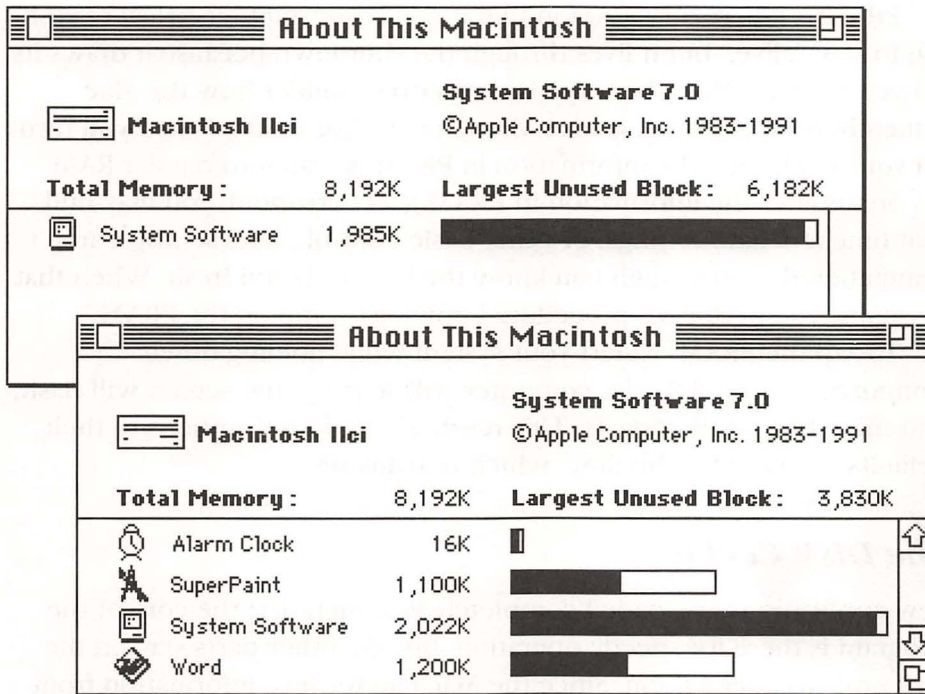 About This Macintosh
System Software 7.0
Macintosh IIci
©Apple Computer, Inc. 1983-1991
Total Memory : 8,192K Largest Unused Block : 6,182K
System Software 1,985K
About This Macintosh
System Software 7.0
Macintosh IIci
©Apple Computer, Inc. 1983-1991
Total Memory : 8,192K Largest Unused Block : 3,830K
Alarm Clock 16K
SuperPaint 1,100K
System Software 2,022K
Word 1,200K